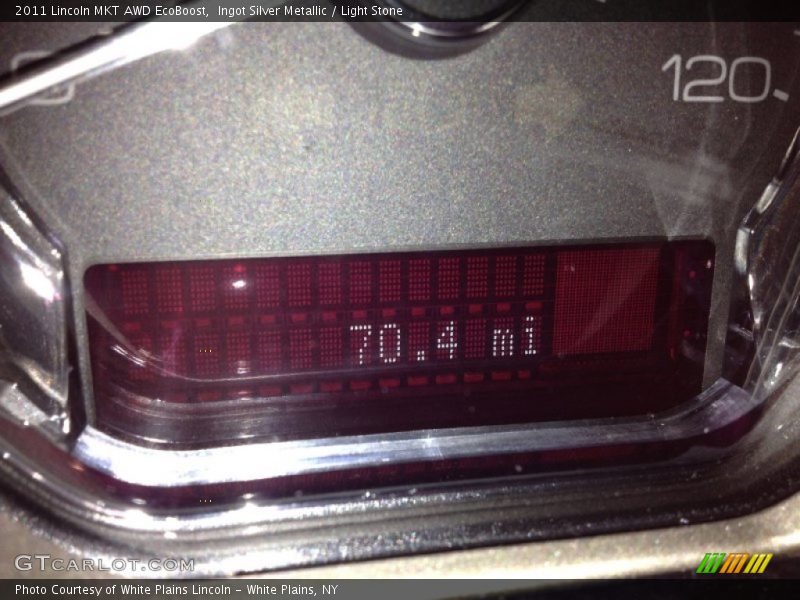 2011 Lincoln MKT AWD EcoBoost,  Ingot Silver Metallic / Light Stone
120
70.4 mi
GTCARLOT.COM
Photo Courtesy of White Plains Lincoln - White Plains, NY